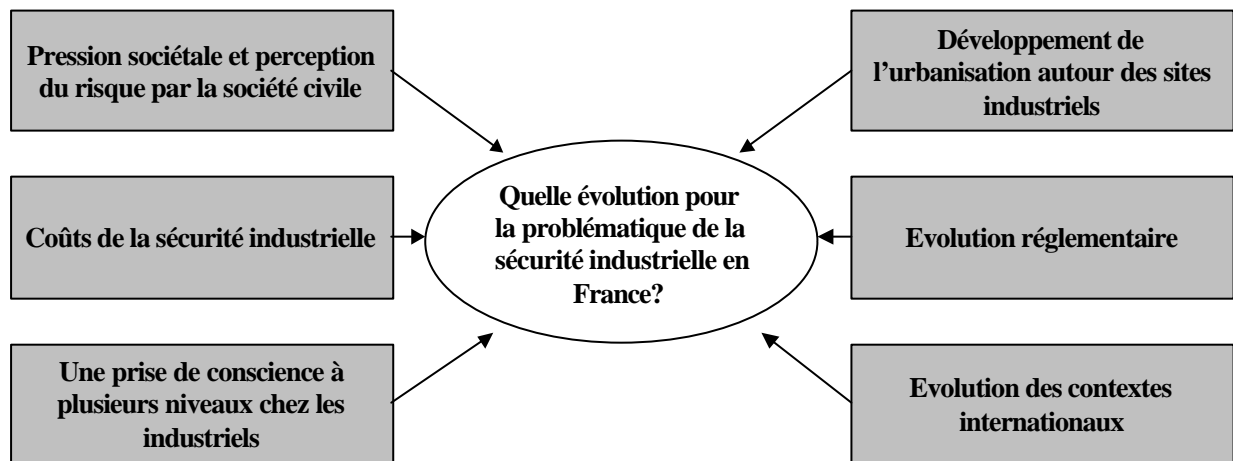 Pression sociétale et perception
du risque par la société civile
Développement de
l’urbanisation autour des sites
industriels
Coûts de la sécurité industrielle
Quelle évolution pour
la problématique de la
sécurité industrielle en
France?
Evolution réglementaire
Une prise de conscience à
plusieurs niveaux chez les
industriels
Evolution des contextes
internationaux